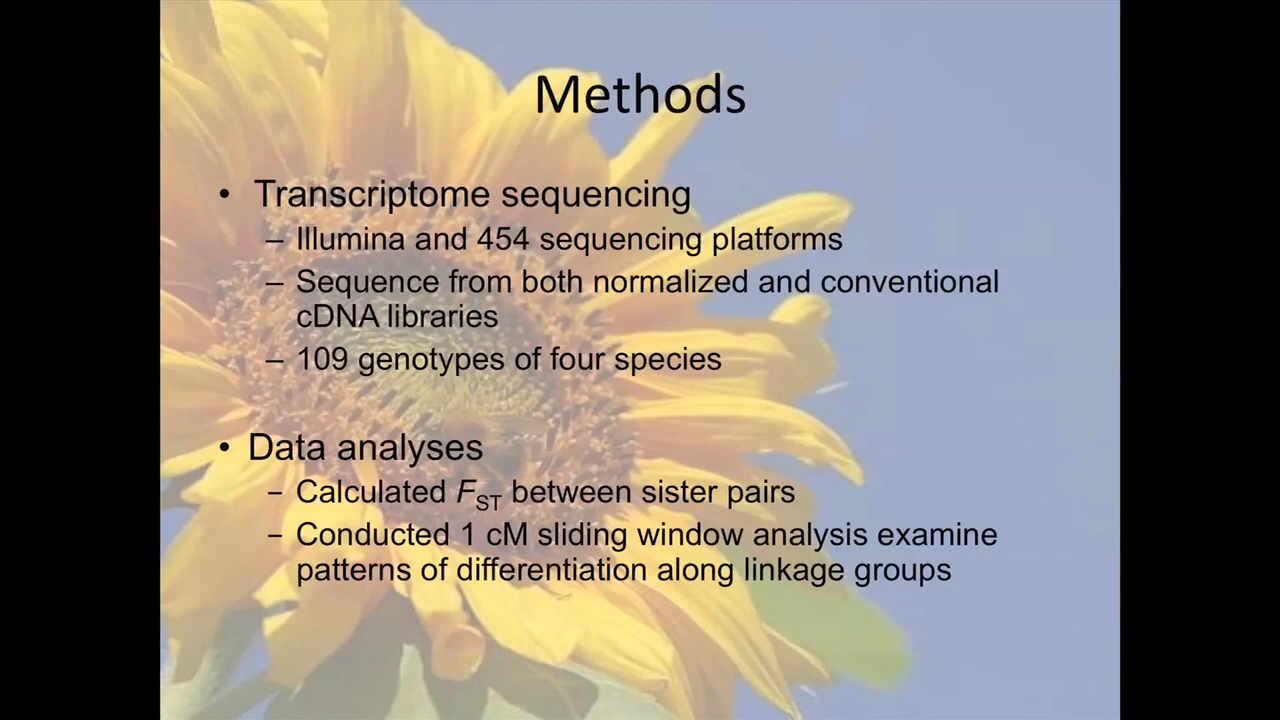 Methods
• Transcriptome sequencing
– Illumina and 454 sequencing platforms
– Sequence from both normalized and conventional
cDNA libraries
– 109 genotypes of four species
• Data analyses
– Calculated FST between sister pairs
– Conducted 1 cM sliding window analysis examine
patterns of differentiation along linkage groups